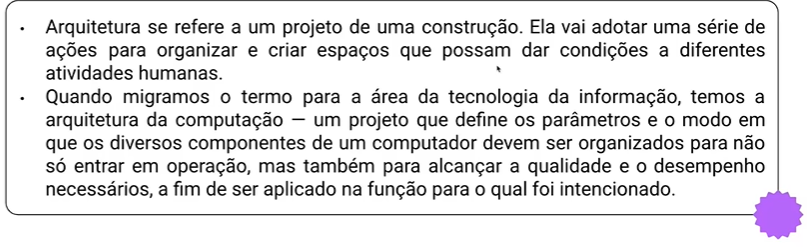 • Arquitetura se refere a um projeto de uma construção. Ela vai adotar uma série de
ações para organizar e criar espaços que possam dar condições a diferentes
atividades humanas.
• Quando migramos o termo para a área da tecnologia da informação, temos a
arquitetura da computação — um projeto que define os parâmetros e o modo em
que os diversos componentes de um computador devem ser organizados para não
só entrar em operação, mas também para alcançar a qualidade e o desempenho
necessários, a fim de ser aplicado na função para o qual foi intencionado.